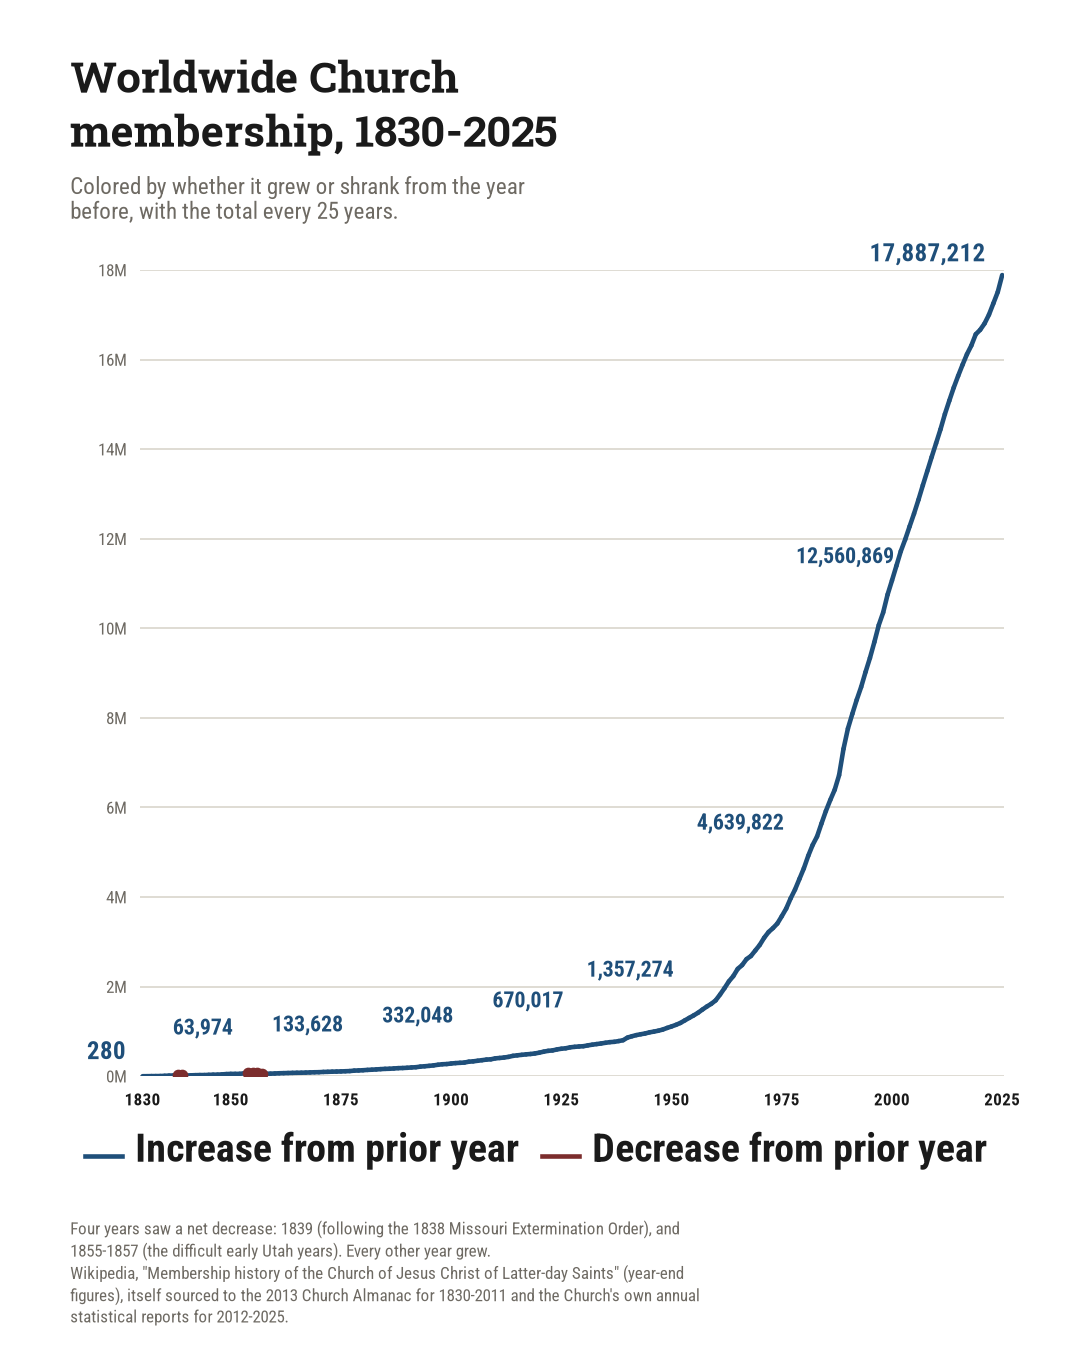 Worldwide Church
membership, 1830-2025
Colored by whether it grew or shrank from the year
before, with the total every 25 years.
17,887,212
18M
16M
14M
12M
12,560,869
10M
8M
6M
4,639,822
4M
1,357,274
2M
670,017
332,048
133,628
63,974
280
0M
1830 1850 1875 1900 1925 1950 1975 2000 2025
Increase from prior year Decrease from prior year
Four years saw a net decrease: 1839 (following the 1838 Missouri Extermination Order), and
1855-1857 (the difficult early Utah years). Every other year grew.
Wikipedia, "Membership history of the Church of Jesus Christ of Latter-day Saints" (year-end
figures), itself sourced to the 2013 Church Almanac for 1830-2011 and the Church's own annual
statistical reports for 2012-2025.